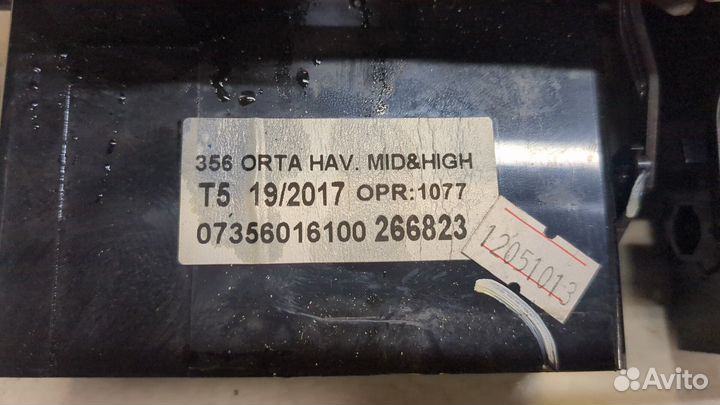 356 ORTA HAV. MID&HIGH
T5 19/2017 OPR:1077
07356016100 266823
12051013
Avito